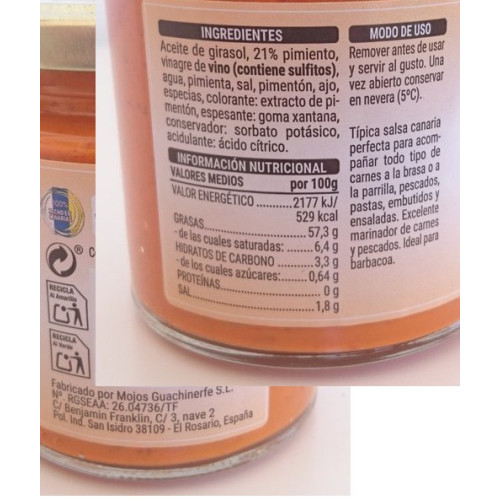 INGREDIENTES
Aceite de girasol, 21% pimiento,
vinagre de vino (contiene sulfitos),
agua, pimienta, sal, pimentón, ajo,
especias, colorante: extracto de pi-
mentón, espesante: goma xantana,
conservador: sorbato potásico,
acidulante: ácido cítrico.
INFORMACIÓN NUTRICIONAL
VALORES MEDIOS por 100g
VALOR ENERGÉTICO ........... 2177 kJ/
529 kcal
GRASAS ........... 57,3 g
- de las cuales saturadas: ........... 6,4 g
HIDRATOS DE CARBONO ........... 3,3 g
- de los cuales azúcares: ........... 0,64 g
PROTEÍNAS ........... 0 g
SAL ........... 1,8 g
MODO DE USO
Remover antes de usar
y servir al gusto. Una
vez abierto conservar
en nevera (5ºC).
Típica salsa canaria
perfecta para acom-
pañar todo tipo de
carnes a la brasa o a
la parrilla, pescados,
pastas, embutidos y
ensaladas. Excelente
marinador de carnes
y pescados. Ideal para
barbacoa.
100%
RECICLA
Al Amarillo
RECICLA
Al Verde
Fabricado por Mojos Guachinerfe S.L.
Nº. RGSEAA: 26.04736/TF
C/ Benjamin Franklin, C/ 3, nave 2
Pol. Ind. San Isidro 38109 - El Rosario, España